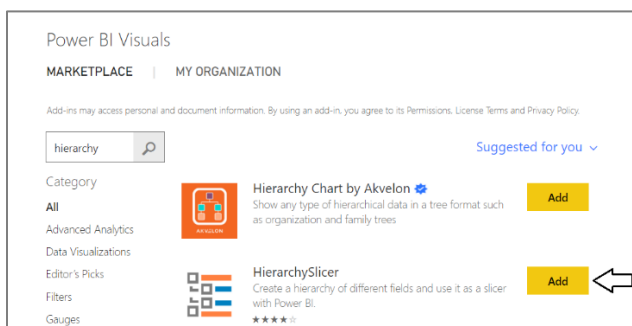 Power BI Visuals
MARKETPLACE | MY ORGANIZATION
Add-ins may access personal and document information. By using an add-in, you agree to its Permissions, License Terms and Privacy Policy.
hierarchy
Suggested for you
Category
All
Advanced Analytics
Data Visualizations
Editor's Picks
Filters
Gauges
AKVELON
Hierarchy Chart by Akvelon
Show any type of hierarchical data in a tree format such
as organization and family trees
Add
HierarchySlicer
Create a hierarchy of different fields and use it as a slicer
with Power BI.
Add